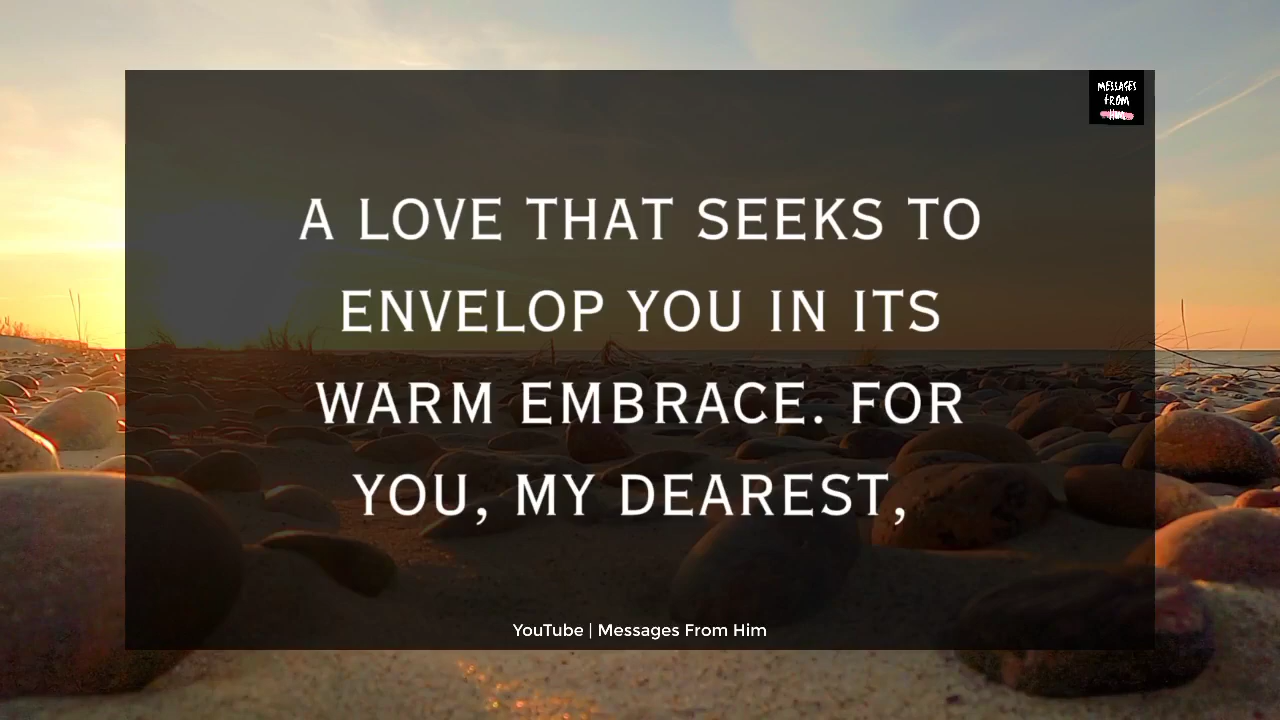 MESSAGES
FROM
HIM
A LOVE THAT SEEKS TO
ENVELOP YOU IN ITS
WARM EMBRACE. FOR
YOU, MY DEAREST,
YouTube | Messages From Him